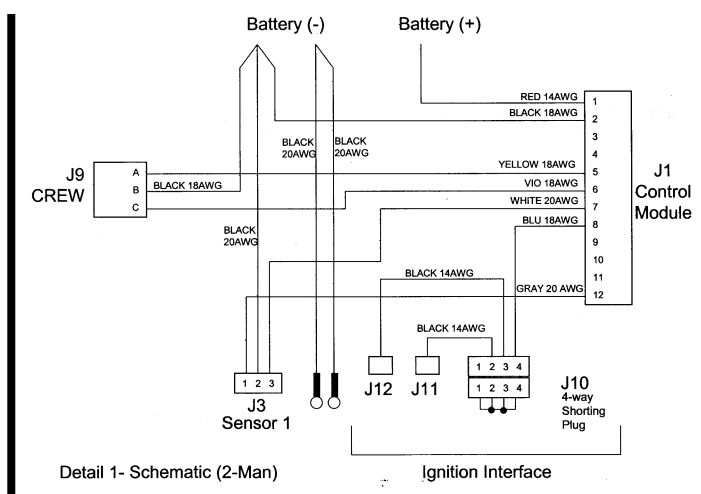 Battery (-)
Battery (+)
RED 14AWG
BLACK 18AWG
1
2
3
4
5
6
7
8
9
10
11
12
J1
Control
Module
BLACK
20AWG
BLACK
20AWG
YELLOW 18AWG
VIO 18AWG
WHITE 20AWG
BLU 18AWG
J9
CREW
A
B
C
BLACK 18AWG
BLACK
20AWG
BLACK 14AWG
GRAY 20 AWG
BLACK 14AWG
1 2 3
J3
Sensor 1
J12
J11
1 2 3 4
1 2 3 4
J10
4-way
Shorting
Plug
Detail 1- Schematic (2-Man)
Ignition Interface